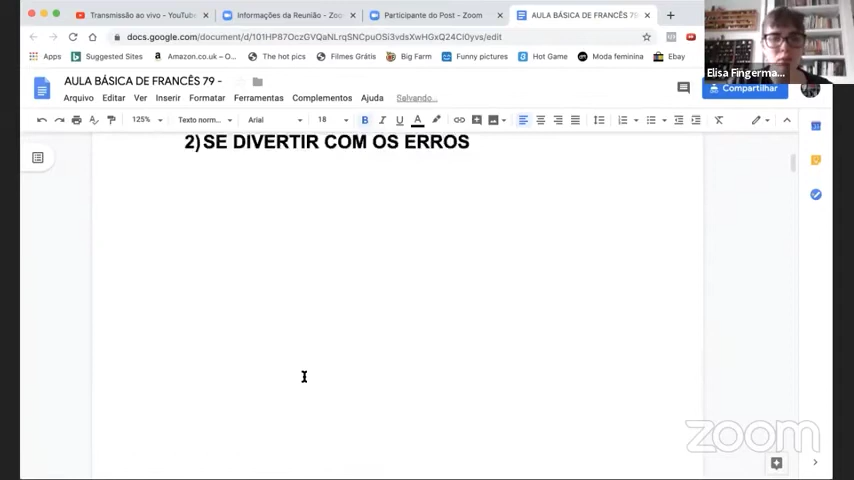 Transmissão ao vivo - YouTube
Informações da Reunião - Zoo
Participante do Post - Zoom
AULA BÁSICA DE FRANCÊS 79 -
docs.google.com/document/d/101HP87OczGVQaNLrqSNCpuOSi3vdsXwHGxQ24Cl0yvs/edit
Apps
Suggested Sites
Amazon.co.uk – O...
The hot pics
Filmes Grátis
Big Farm
Funny pictures
Hot Game
Moda feminina
Ebay
Elisa Fingerma...
AULA BÁSICA DE FRANCÊS 79 -
Arquivo Editar Ver Inserir Formatar Ferramentas Complementos Ajuda Salvando...
Compartilhar
125% Texto norm... Arial 18 B I U A
2) SE DIVERTIR COM OS ERROS
zoom